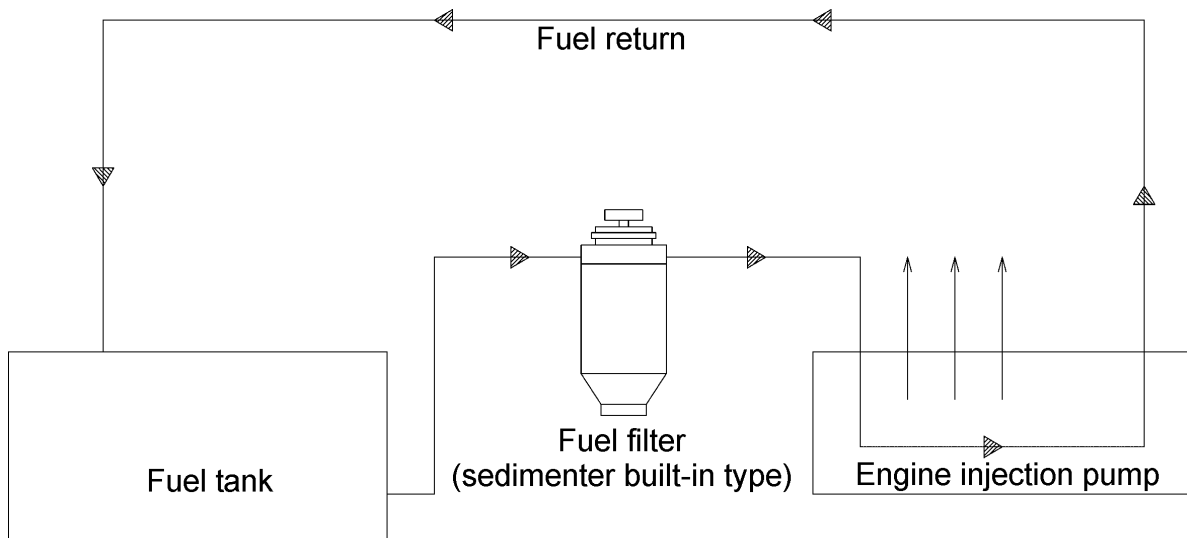 Fuel return
Fuel filter
(sedimenter built-in type)
Fuel tank
Engine injection pump